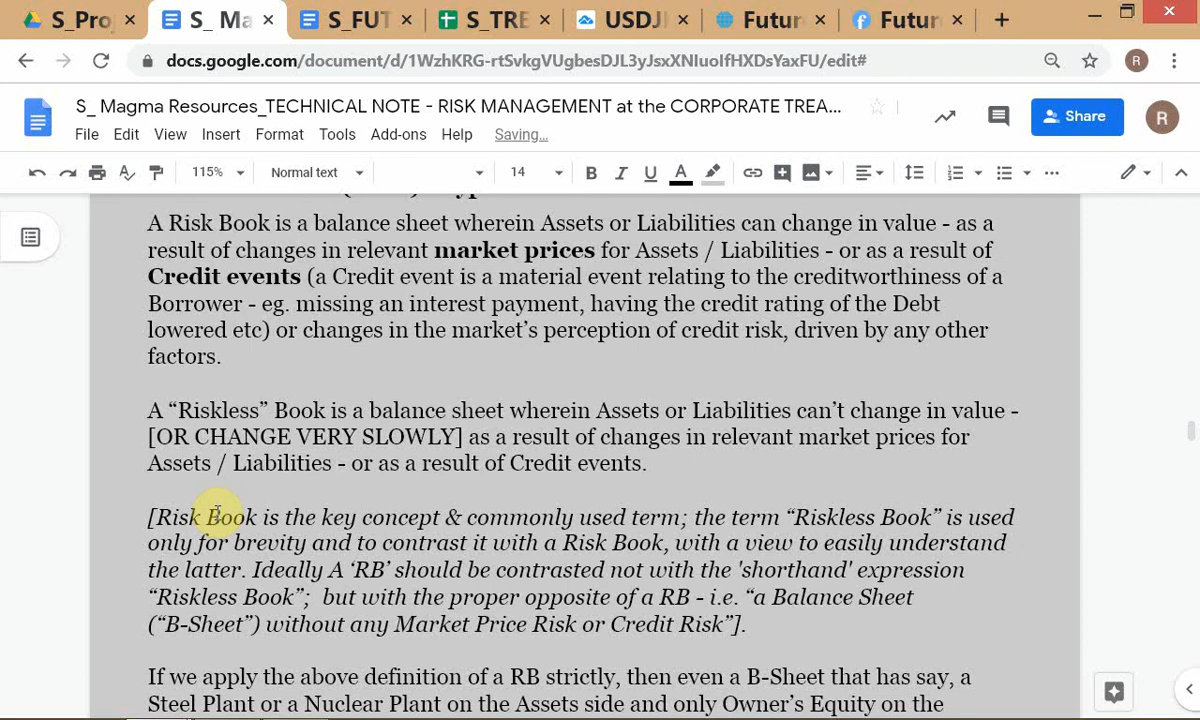 S_Proj
S_ Ma
S_FUT
S_TRE
USDJ
Futur
Futur
docs.google.com/document/d/1WzhKRG-rtSvkgVUgbesDJL3yJsxXNIuoIfHXDsYaxFU/edit#
R
S_ Magma Resources_TECHNICAL NOTE - RISK MANAGEMENT at the CORPORATE TREA...
Share
R
File Edit View Insert Format Tools Add-ons Help Saving...
115% Normal text 14 B I U A
A Risk Book is a balance sheet wherein Assets or Liabilities can change in value - as a
result of changes in relevant market prices for Assets / Liabilities - or as a result of
Credit events (a Credit event is a material event relating to the creditworthiness of a
Borrower - eg. missing an interest payment, having the credit rating of the Debt
lowered etc) or changes in the market’s perception of credit risk, driven by any other
factors.
A “Riskless” Book is a balance sheet wherein Assets or Liabilities can’t change in value -
[OR CHANGE VERY SLOWLY] as a result of changes in relevant market prices for
Assets / Liabilities - or as a result of Credit events.
[Risk Book is the key concept & commonly used term; the term “Riskless Book” is used
only for brevity and to contrast it with a Risk Book, with a view to easily understand
the latter. Ideally A ‘RB’ should be contrasted not with the 'shorthand' expression
“Riskless Book”;  but with the proper opposite of a RB - i.e. “a Balance Sheet
(“B-Sheet”) without any Market Price Risk or Credit Risk”].
If we apply the above definition of a RB strictly, then even a B-Sheet that has say, a
Steel Plant or a Nuclear Plant on the Assets side and only Owner’s Equity on the